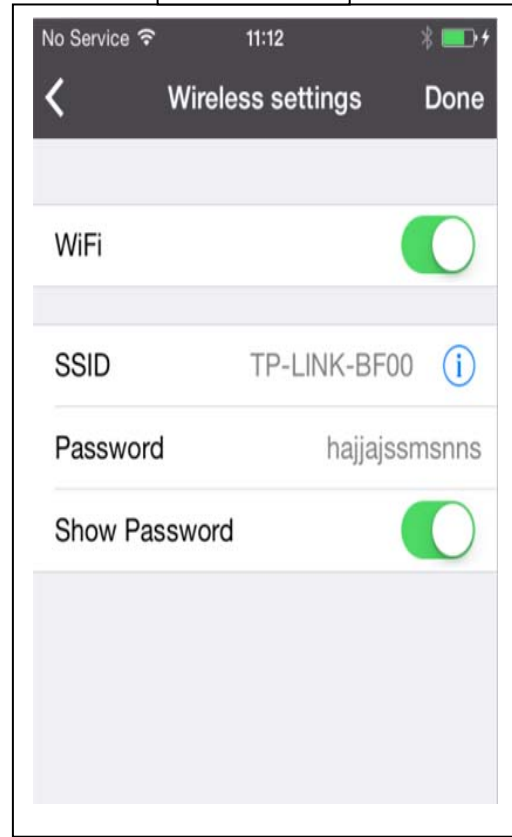 No Service 11:12
Wireless settings Done
WiFi
SSID TP-LINK-BF00 i
Password hajjajssmsnns
Show Password